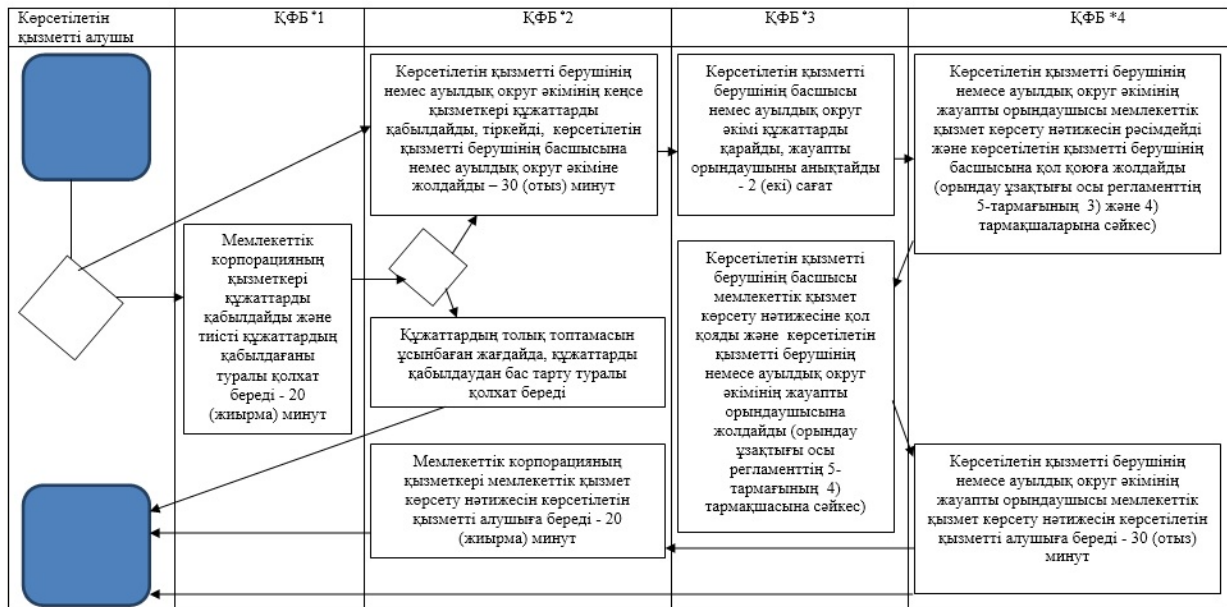 Көрсетілетін
қызметті алушы
ҚФБ *1
ҚФБ *2
ҚФБ *3
ҚФБ *4
Көрсетілетін қызметті берушінің
немес ауылдық округ әкімінің кеңсе
қызметкері құжаттарды
қабылдайды, тіркейді, көрсетілетін
қызметті берушінің басшысына
немес ауылдық округ әкіміне
жолдайды – 30 (отыз) минут
Көрсетілетін қызметті
берушінің басшысы
немес ауылдық округ
әкімі құжаттарды
қарайды, жауапты
орындаушыны анықтайды
- 2 (екі) сағат
Көрсетілетін қызметті берушінің
немесе ауылдық округ әкімінің
жауапты орындаушысы мемлекеттік
қызмет көрсету нәтижесін рәсімдейді
және көрсетілетін қызметті берушінің
басшысына қол қоюға жолдайды
(орындау ұзақтығы осы регламенттің
5-тармағының 3) және 4)
тармақшаларына сәйкес)
Мемлекеттік
корпорацияның
қызметкері
құжаттарды
қабылдайды және
тиісті құжаттардың
қабылдағаны
туралы қолхат
береді - 20
(жиырма) минут
Құжаттардың толық топтамасын
ұсынбаған жағдайда, құжаттарды
қабылдаудан бас тарту туралы
қолхат береді
Көрсетілетін қызметті
берушінің басшысы
мемлекеттік қызмет
көрсету нәтижесіне қол
қояды және көрсетілетін
қызметті берушінің
немесе ауылдық округ
әкімінің жауапты
орындаушысына
жолдайды (орындау
ұзақтығы осы
регламенттің 5-
тармағының 4)
тармақшасына сәйкес)
Мемлекеттік корпорацияның
қызметкері мемлекеттік қызмет
көрсету нәтижесін көрсетілетін
қызметті алушыға береді - 20
(жиырма) минут
Көрсетілетін қызметті берушінің
немесе ауылдық округ әкімінің
жауапты орындаушысы мемлекеттік
қызмет көрсету нәтижесін көрсетілетін
қызметті алушыға береді - 30 (отыз)
минут